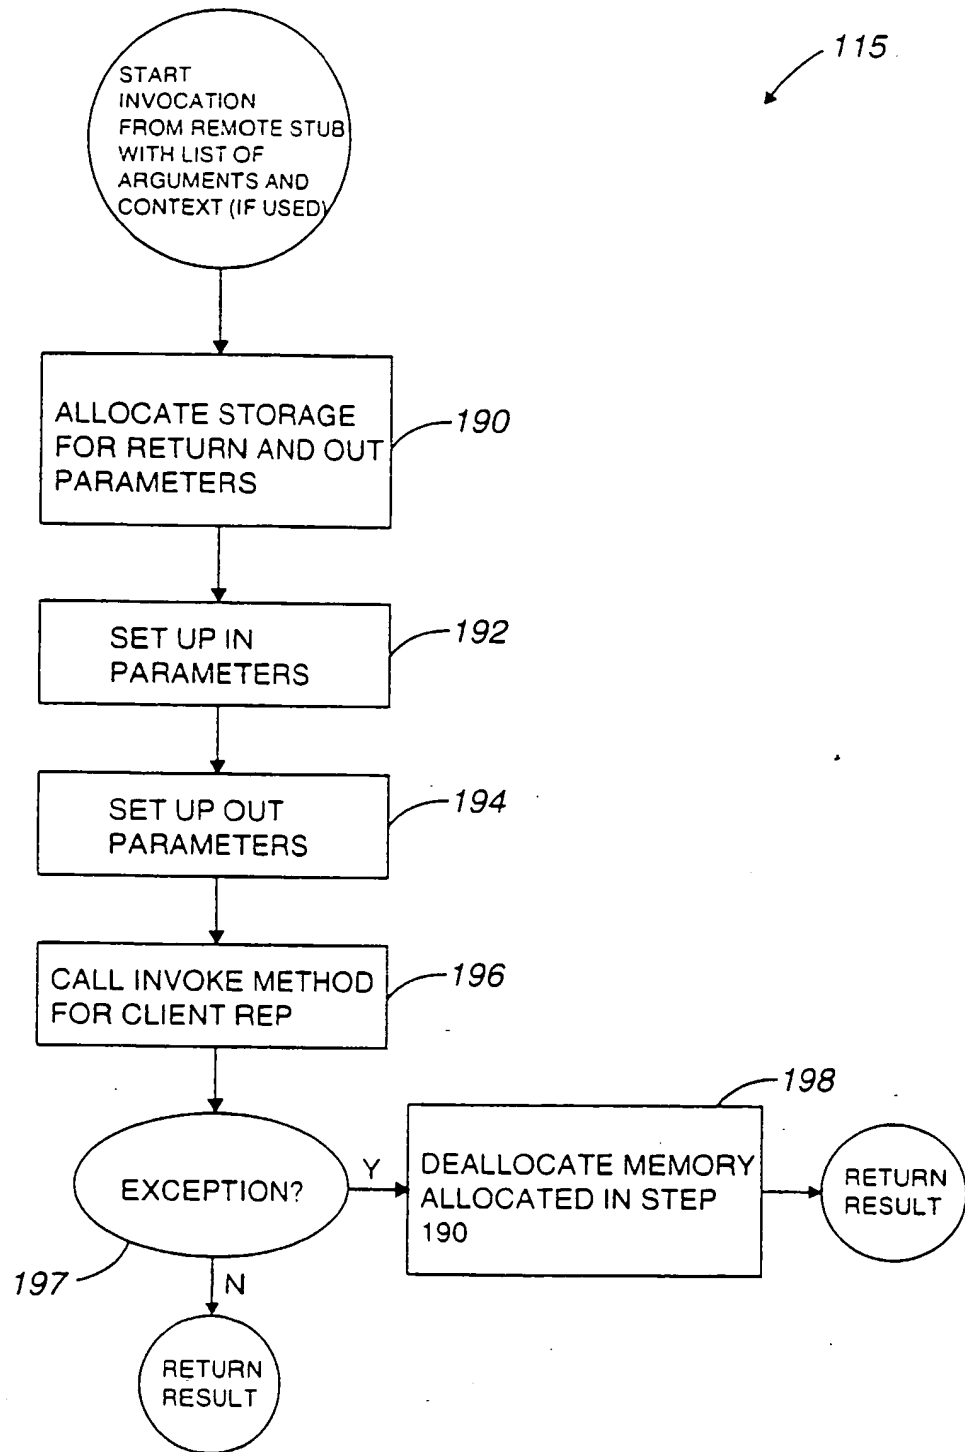 115
START
INVOCATION
FROM REMOTE STUB
WITH LIST OF
ARGUMENTS AND
CONTEXT (IF USED)
ALLOCATE STORAGE
FOR RETURN AND OUT
PARAMETERS
190
SET UP IN
PARAMETERS
192
SET UP OUT
PARAMETERS
194
CALL INVOKE METHOD
FOR CLIENT REP
196
EXCEPTION?
197
Y
N
198
DEALLOCATE MEMORY
ALLOCATED IN STEP
190
RETURN
RESULT
RETURN
RESULT